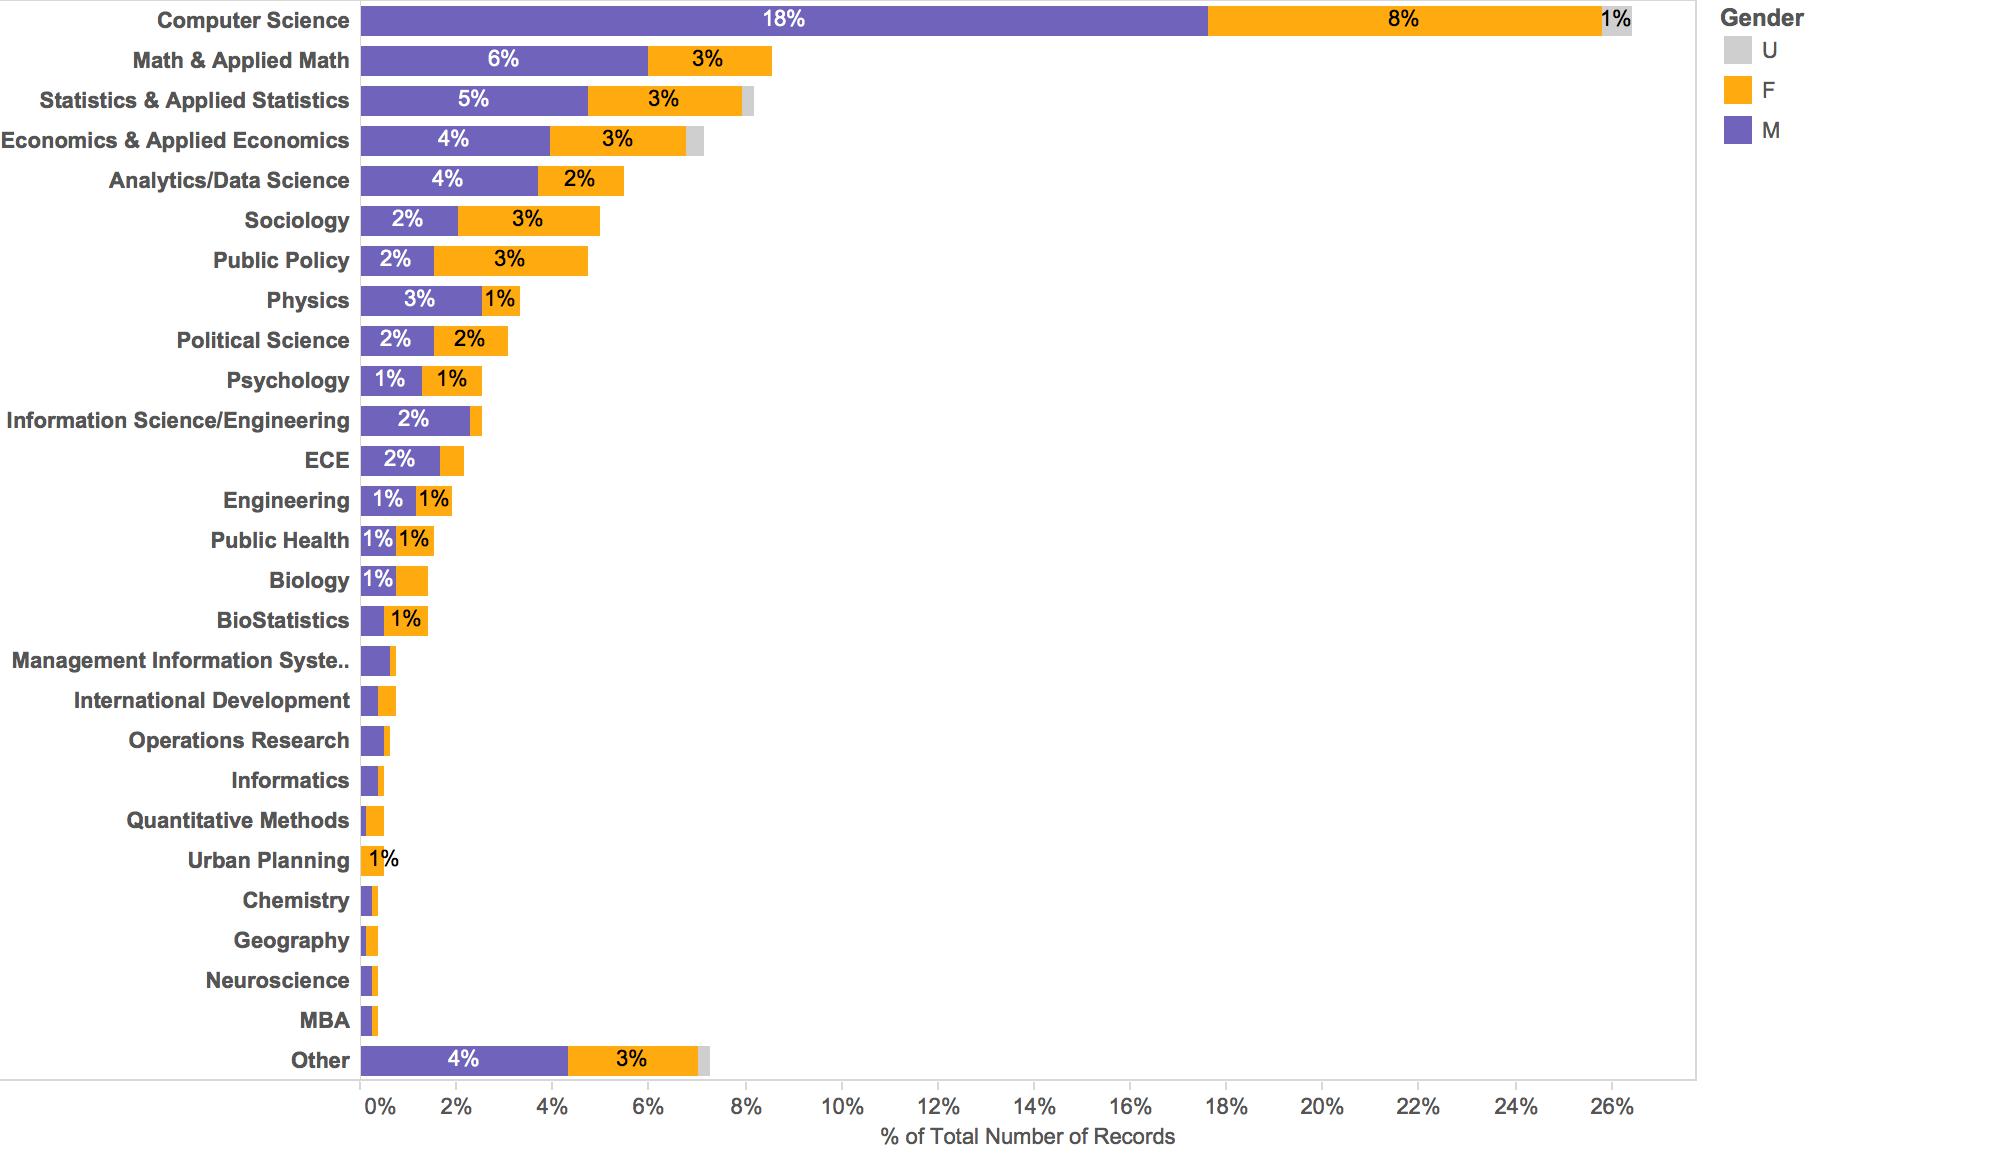 Computer Science 18% 8% 1%
Math & Applied Math 6% 3%
Statistics & Applied Statistics 5% 3%
Economics & Applied Economics 4% 3%
Analytics/Data Science 4% 2%
Sociology 2% 3%
Public Policy 2% 3%
Physics 3% 1%
Political Science 2% 2%
Psychology 1% 1%
Information Science/Engineering 2%
ECE 2%
Engineering 1% 1%
Public Health 1% 1%
Biology 1%
BioStatistics 1%
Management Information Syste..
International Development
Operations Research
Informatics
Quantitative Methods
Urban Planning 1%
Chemistry
Geography
Neuroscience
MBA
Other 4% 3%
0% 2% 4% 6% 8% 10% 12% 14% 16% 18% 20% 22% 24% 26%
% of Total Number of Records
Gender
U
F
M